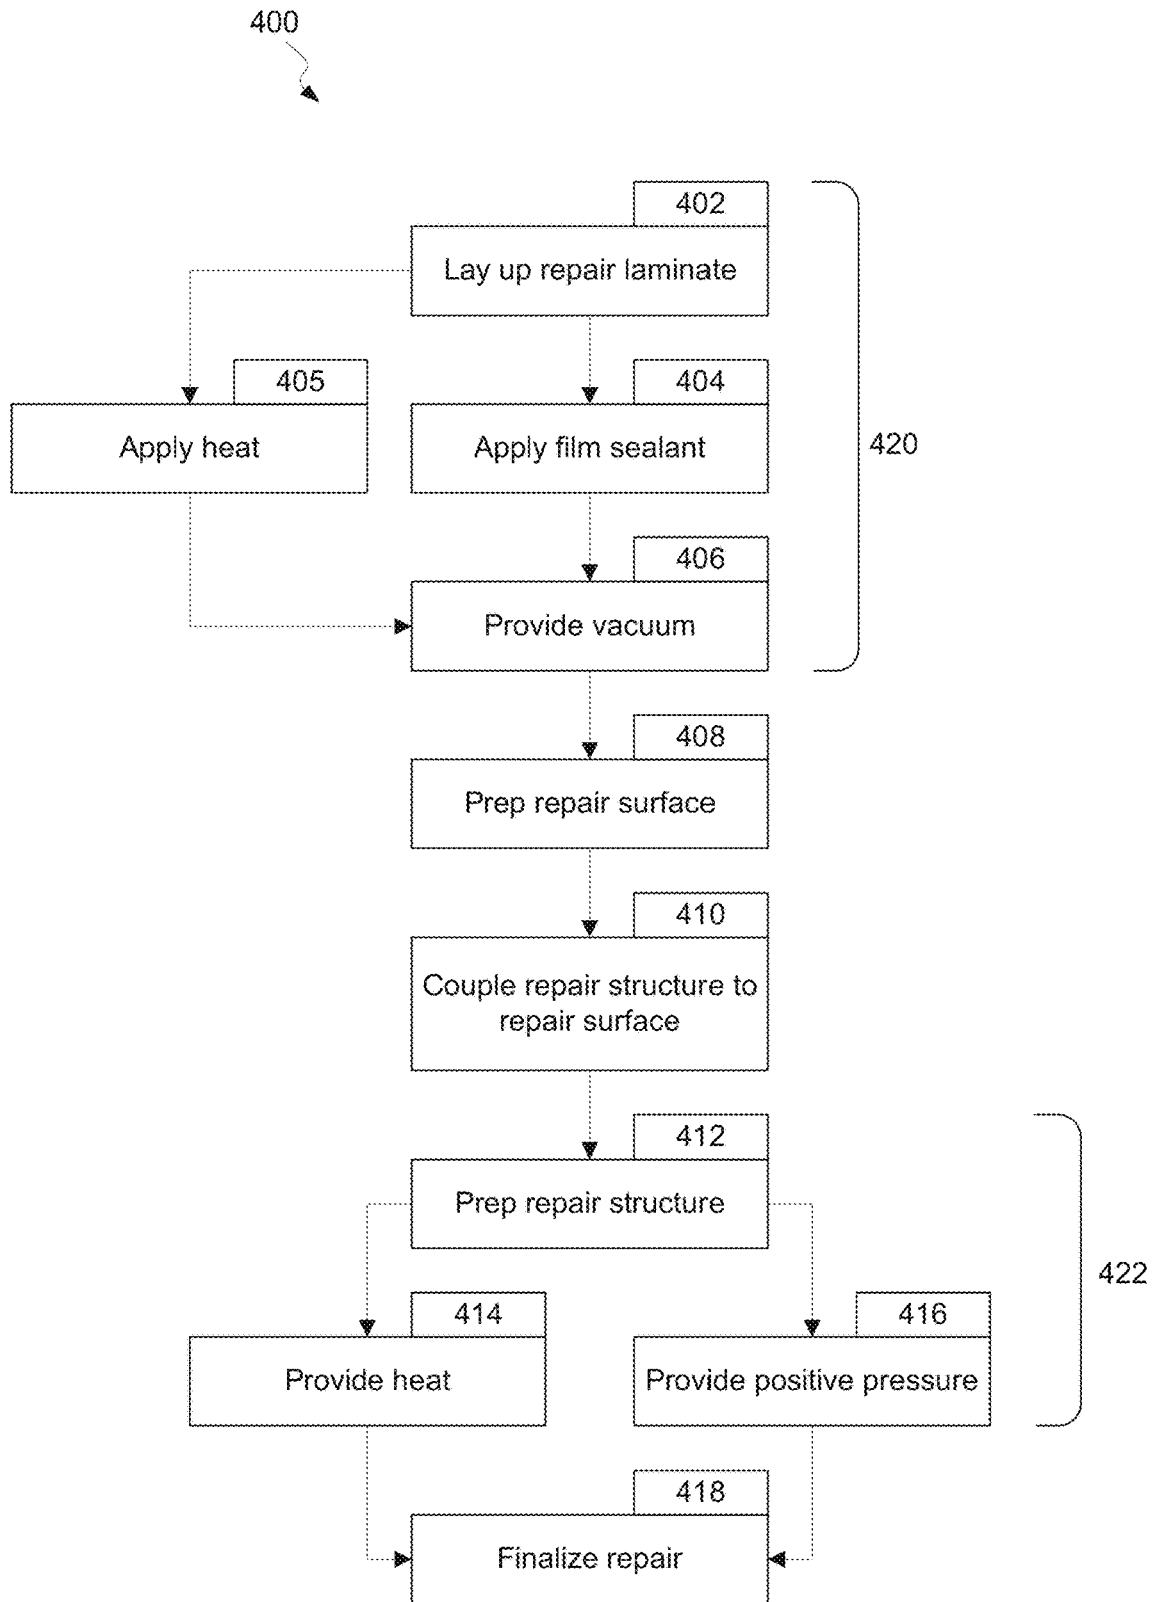 400
402
Lay up repair laminate
405
Apply heat
404
Apply film sealant
420
406
Provide vacuum
408
Prep repair surface
410
Couple repair structure to
repair surface
412
Prep repair structure
422
414
Provide heat
416
Provide positive pressure
418
Finalize repair